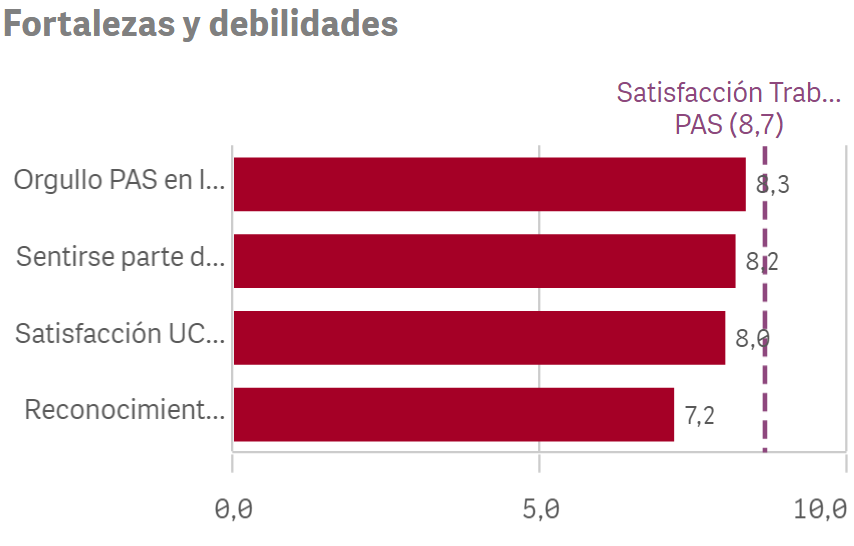 Fortalezas y debilidades
Satisfacción Trab...
PAS (8,7)
Orgullo PAS en l...
8,3
Sentirse parte d...
8,2
Satisfacción UC...
8,0
Reconocimient...
7,2
0,0
5,0
10,0